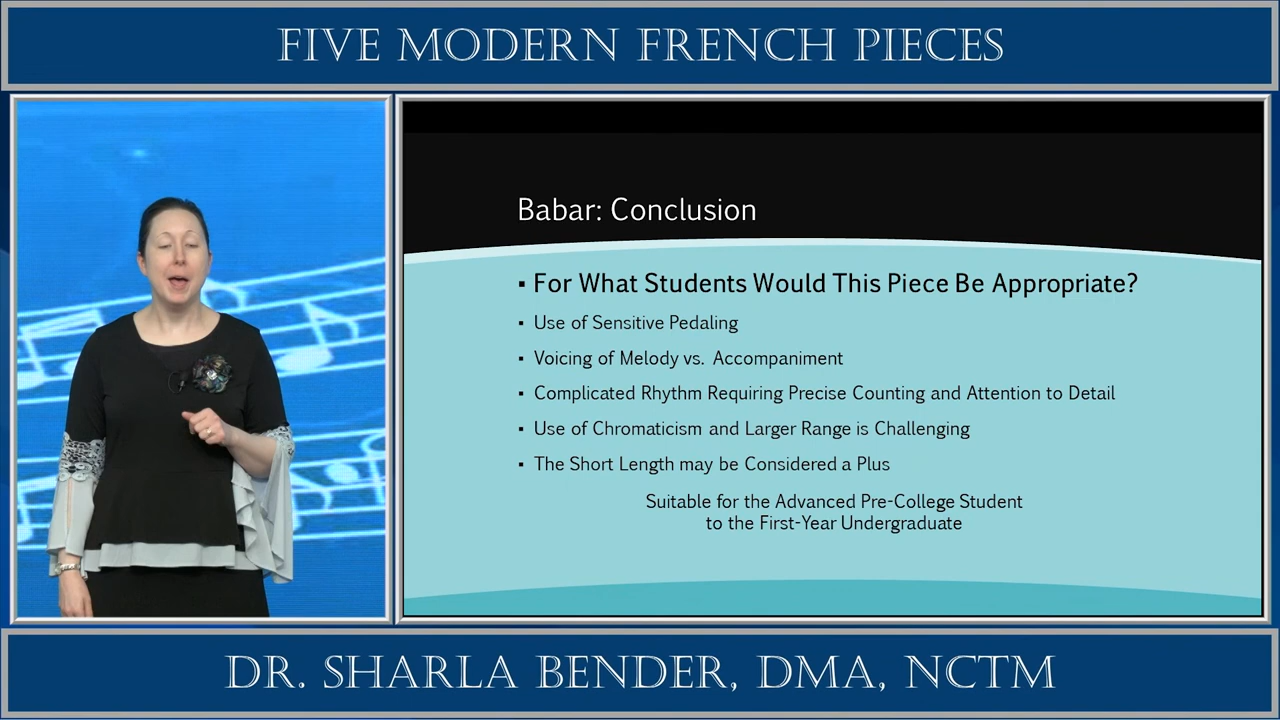 FIVE MODERN FRENCH PIECES
Babar: Conclusion
▪ For What Students Would This Piece Be Appropriate?
▪ Use of Sensitive Pedaling
▪ Voicing of Melody vs. Accompaniment
▪ Complicated Rhythm Requiring Precise Counting and Attention to Detail
▪ Use of Chromaticism and Larger Range is Challenging
▪ The Short Length may be Considered a Plus
Suitable for the Advanced Pre-College Student
to the First-Year Undergraduate
DR. SHARLA BENDER, DMA, NCTM